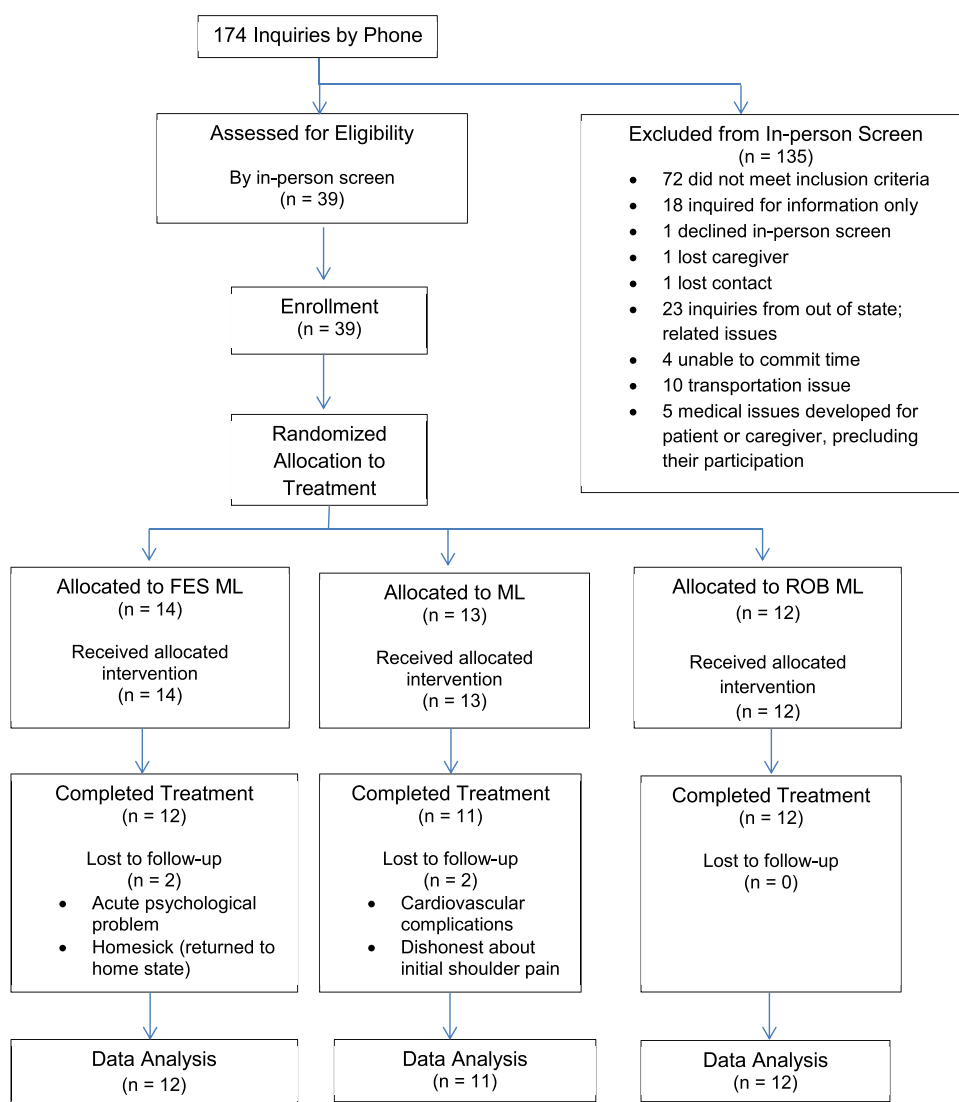 174 Inquiries by Phone
Assessed for Eligibility
By in-person screen
(n = 39)
Excluded from In-person Screen
(n = 135)
• 72 did not meet inclusion criteria
• 18 inquired for information only
• 1 declined in-person screen
• 1 lost caregiver
• 1 lost contact
• 23 inquiries from out of state;
related issues
• 4 unable to commit time
• 10 transportation issue
• 5 medical issues developed for
patient or caregiver, precluding
their participation
Enrollment
(n = 39)
Randomized
Allocation to
Treatment
Allocated to FES ML
(n = 14)
Received allocated
intervention
(n = 14)
Allocated to ML
(n = 13)
Received allocated
intervention
(n = 13)
Allocated to ROB ML
(n = 12)
Received allocated
intervention
(n = 12)
Completed Treatment
(n = 12)
Lost to follow-up
(n = 2)
• Acute psychological
problem
• Homesick (returned to
home state)
Completed Treatment
(n = 11)
Lost to follow-up
(n = 2)
• Cardiovascular
complications
• Dishonest about
initial shoulder pain
Completed Treatment
(n = 12)
Lost to follow-up
(n = 0)
Data Analysis
(n = 12)
Data Analysis
(n = 11)
Data Analysis
(n = 12)